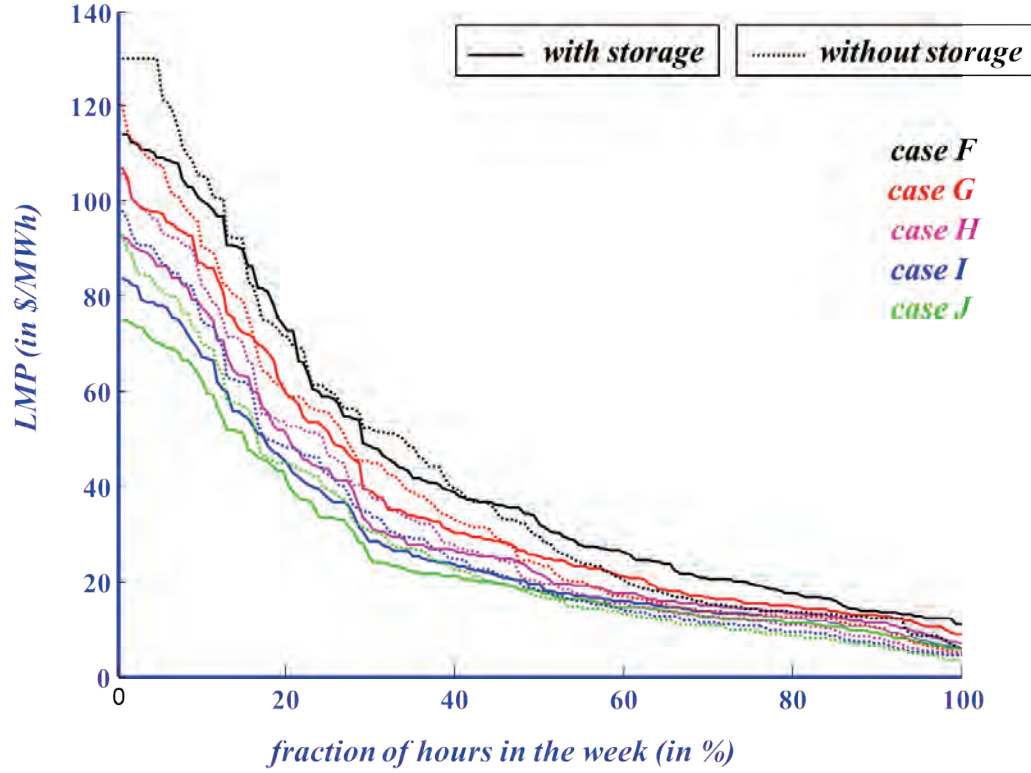 140
with storage
without storage
120
case F
case G
100
case H
case I
80
case J
LMP (in $/MWh)
60
40
20
0
0
20
40
60
80
100
fraction of hours in the week (in %)